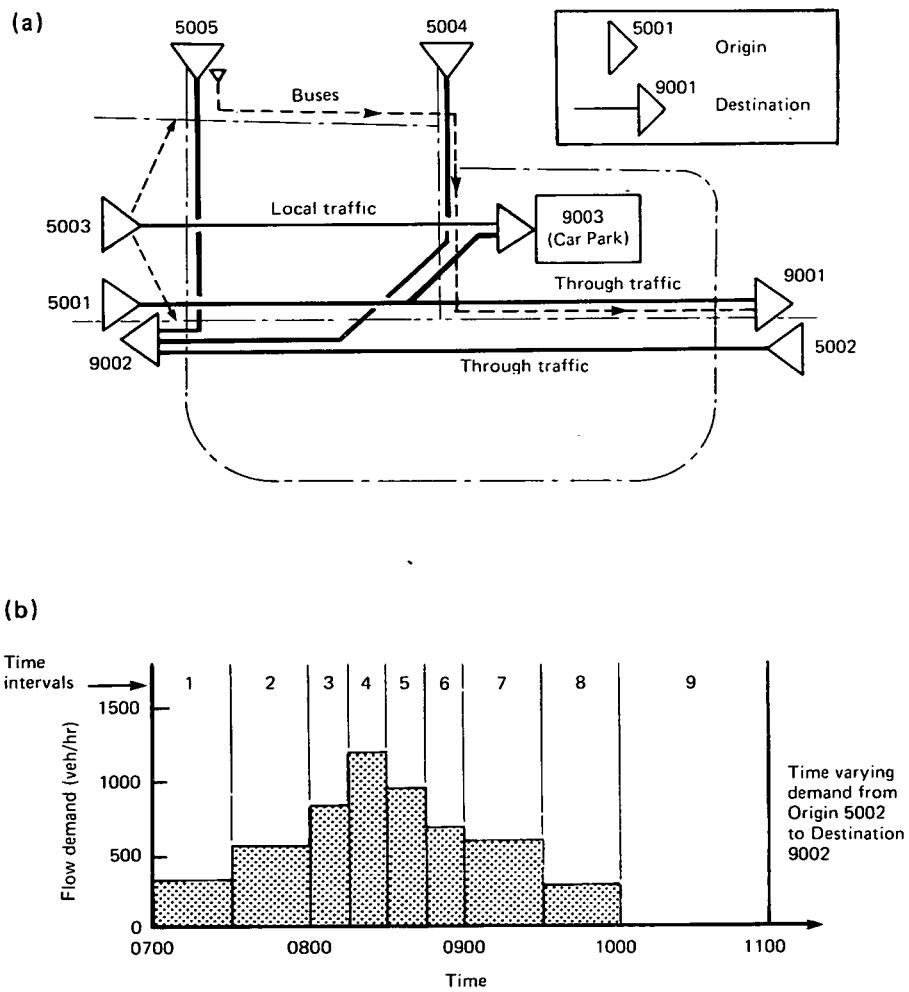 (a)
5005
5004
5001
Origin
9001
Destination
Buses
5003
Local traffic
9003
(Car Park)
5001
Through traffic
9001
9002
Through traffic
5002
(b)
Time
intervals
1 2 3 4 5 6 7 8 9
1500
1000
500
0
Flow demand (veh/hr)
Time varying
demand from
Origin 5002
to Destination
9002
0700 0800 0900 1000 1100
Time